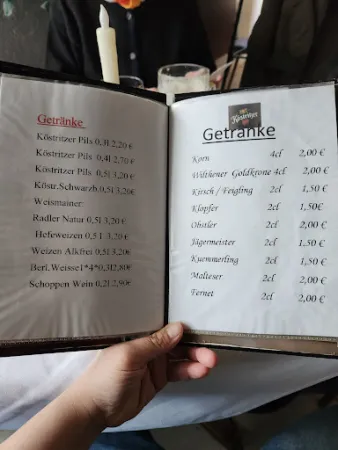 Getränke
Köstritzer Pils 0,3l 2,20 €
Köstritzer Pils 0,4l 2,70 €
Köstritzer Pils 0,5l 3,20 €
Köstr.Schwarzb.0,5l 3,20€
Weismainer
Radler Natur 0,5l 3,20€
Hefeweizen 0,5 l 3,20€
Weizen Alkfrei 0,5l 3,20€
Berl.Weisse1*4*0,3l2,80€
Schoppen Wein 0,2l 2,90€
Köstritzer
Getränke
Korn 4cl 2,00 €
Wilthener Goldkrone 4cl 2,00 €
Kirsch / Feigling 2cl 1,50 €
Klopfer 2cl 1,50€
Obstler 2cl 2,00 €
Jägermeister 2cl 2,00 €
Kuemmerling 2cl 1,50 €
Malteser 2cl 2,00 €
Fernet 2cl 2,00 €